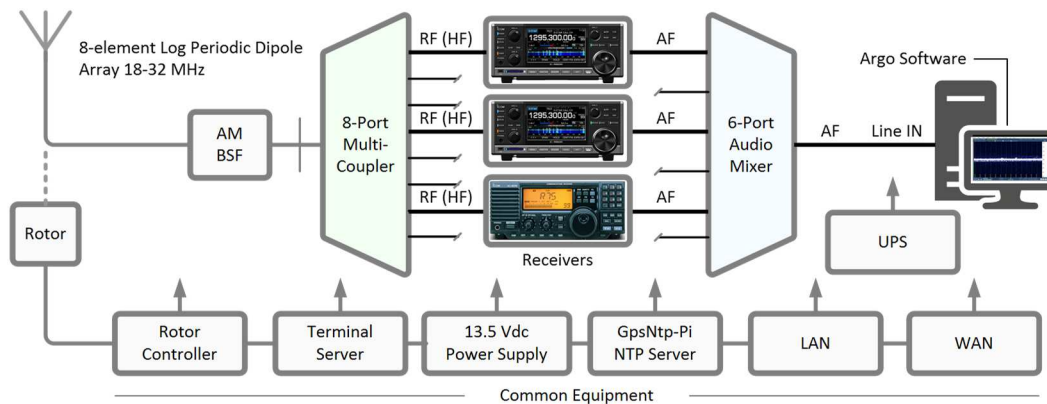 8-element Log Periodic Dipole
Array 18-32 MHz
AM
BSF
8-Port
Multi-
Coupler
RF (HF)
RF (HF)
RF (HF)
1295.300.00
1295.300.00
R75
Receivers
AF
AF
AF
6-Port
Audio
Mixer
AF
Line IN
Argo Software
Rotor
UPS
Rotor
Controller
Terminal
Server
13.5 Vdc
Power Supply
GpsNtp-Pi
NTP Server
LAN
WAN
Common Equipment